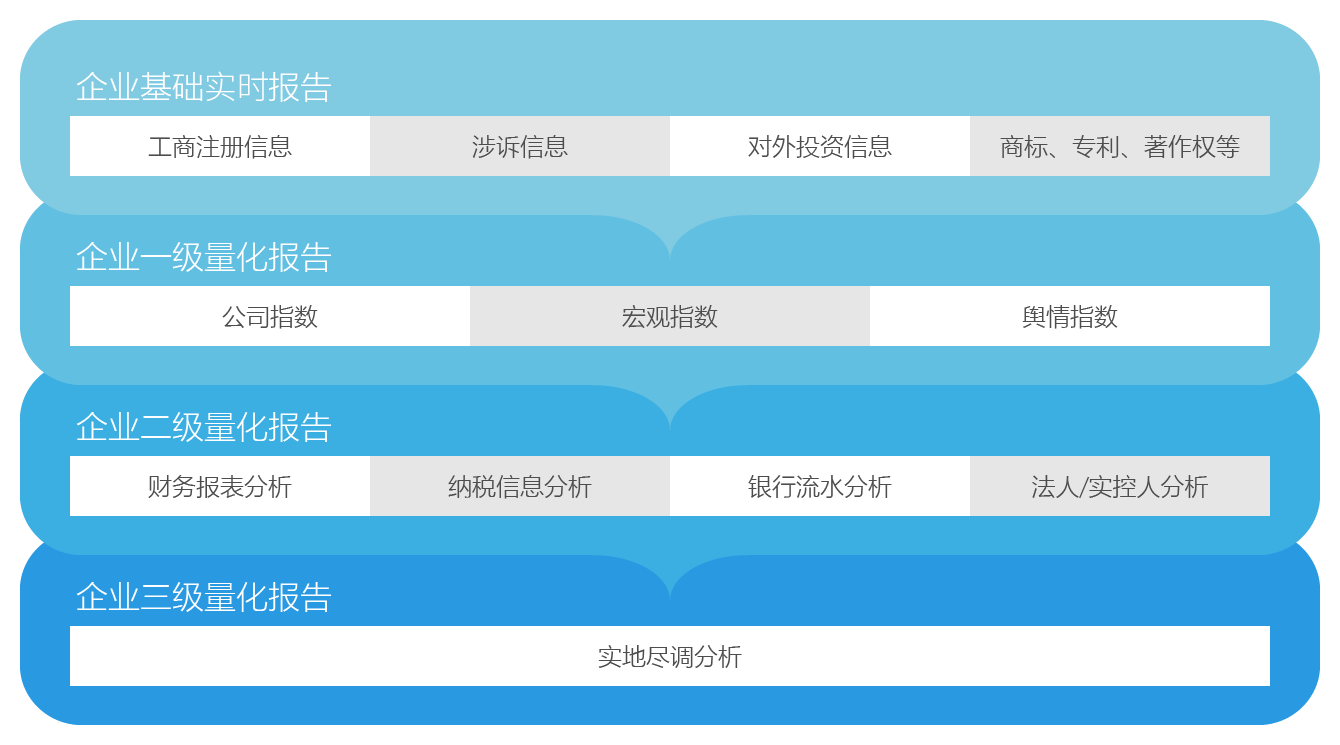 企业基础实时报告
工商注册信息 涉诉信息 对外投资信息 商标、专利、著作权等
企业一级量化报告
公司指数 宏观指数 舆情指数
企业二级量化报告
财务报表分析 纳税信息分析 银行流水分析 法人/实控人分析
企业三级量化报告
实地尽调分析